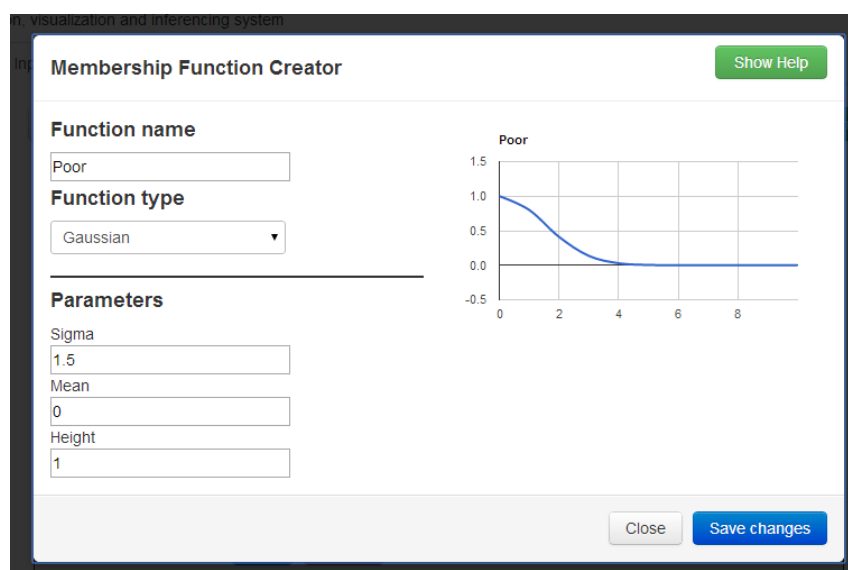 n, visualization and inferencing system
Inp
Membership Function Creator
Show Help
Function name
Poor
Function type
Gaussian
Parameters
Sigma
1.5
Mean
0
Height
1
Poor
1.5
1.0
0.5
0.0
-0.5
0 2 4 6 8
Close Save changes